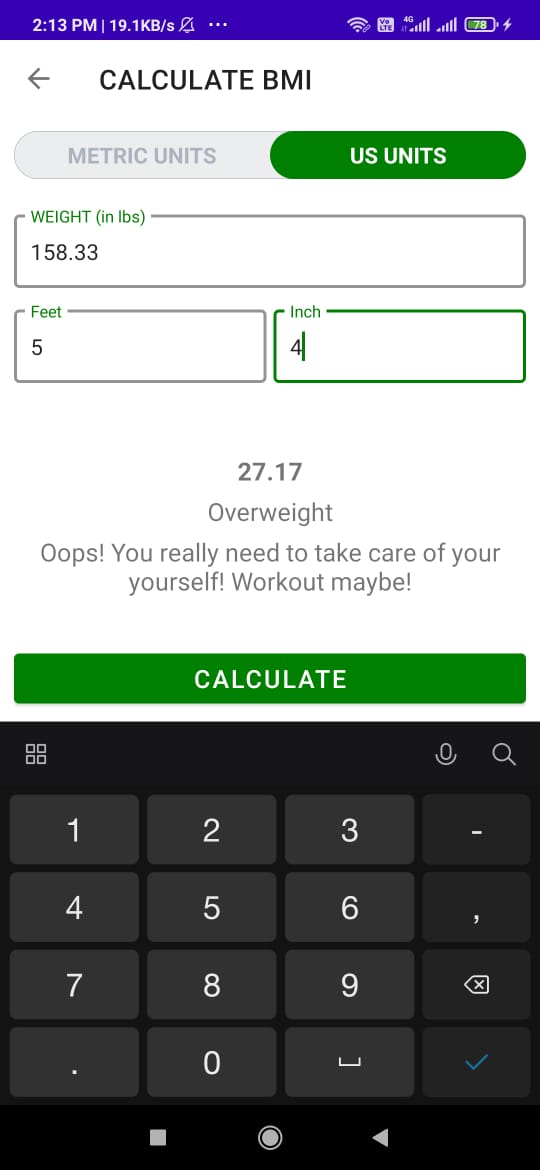 2:13 PM | 19.1KB/s ...
Vo
LTE
4G
78
CALCULATE BMI
METRIC UNITS
US UNITS
WEIGHT (in lbs)
158.33
Feet
Inch
5
4
27.17
Overweight
Oops! You really need to take care of your
yourself! Workout maybe!
CALCULATE
1 2 3 -
4 5 6 ,
7 8 9
. 0